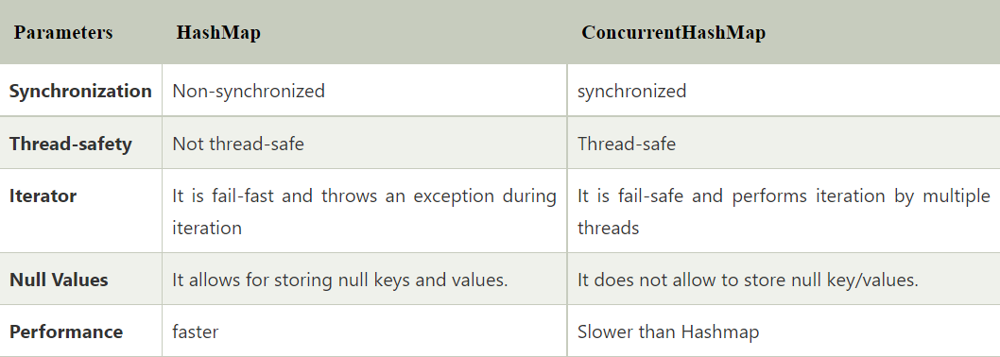 Parameters HashMap ConcurrentHashMap
Synchronization Non-synchronized synchronized
Thread-safety Not thread-safe Thread-safe
Iterator It is fail-fast and throws an exception during It is fail-safe and performs iteration by multiple
iteration threads
Null Values It allows for storing null keys and values. It does not allow to store null key/values.
Performance faster Slower than Hashmap